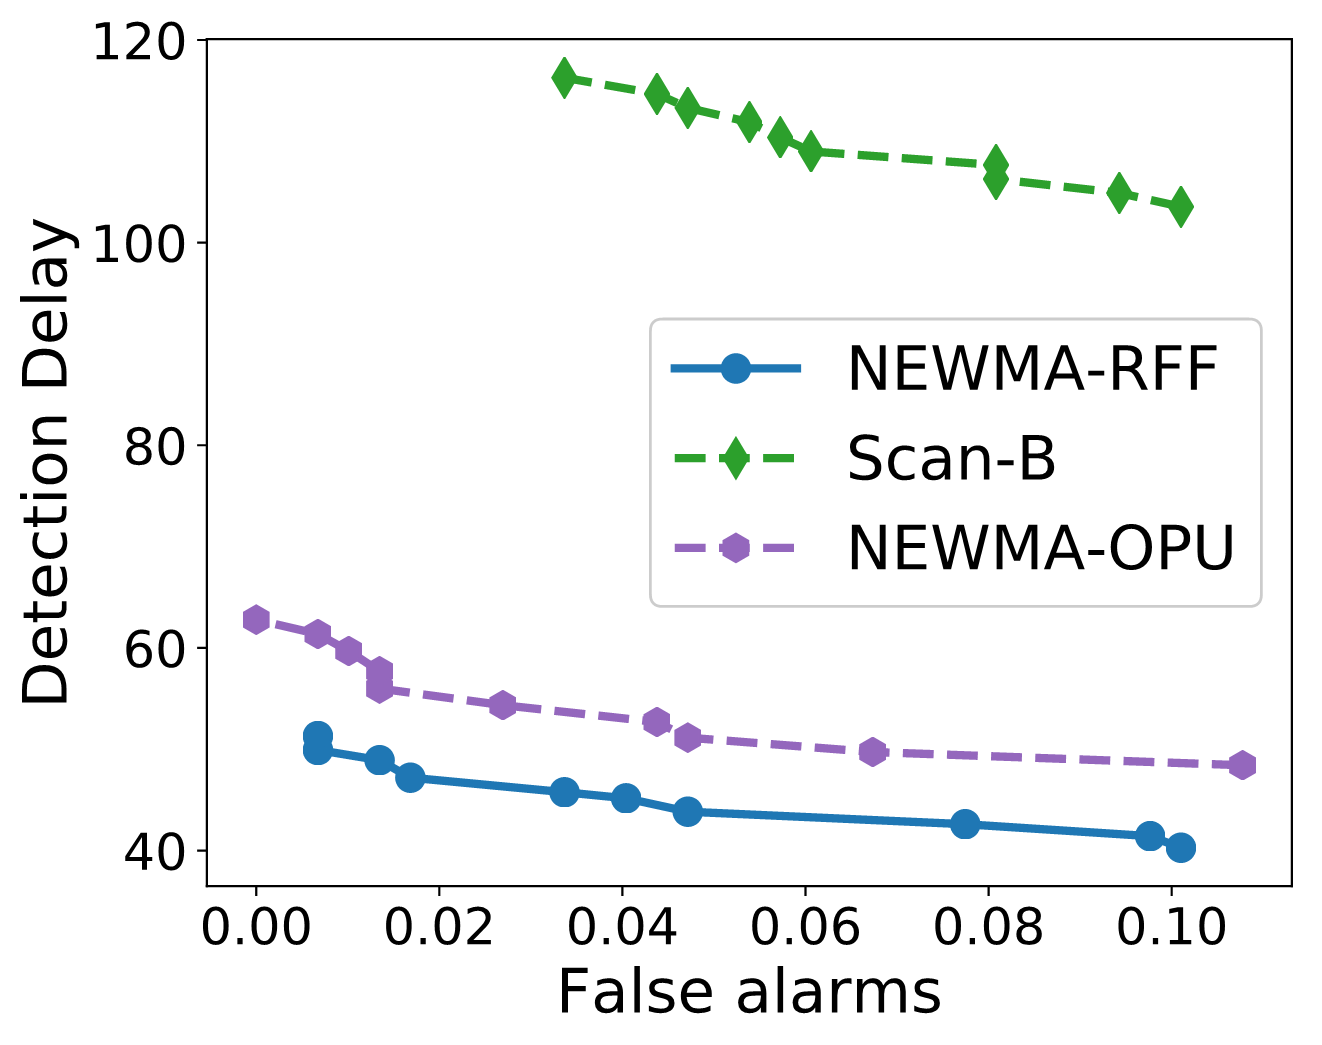 120
100
80
60
40
Detection Delay
NEWMA-RFF
Scan-B
NEWMA-OPU
0.00 0.02 0.04 0.06 0.08 0.10
False alarms